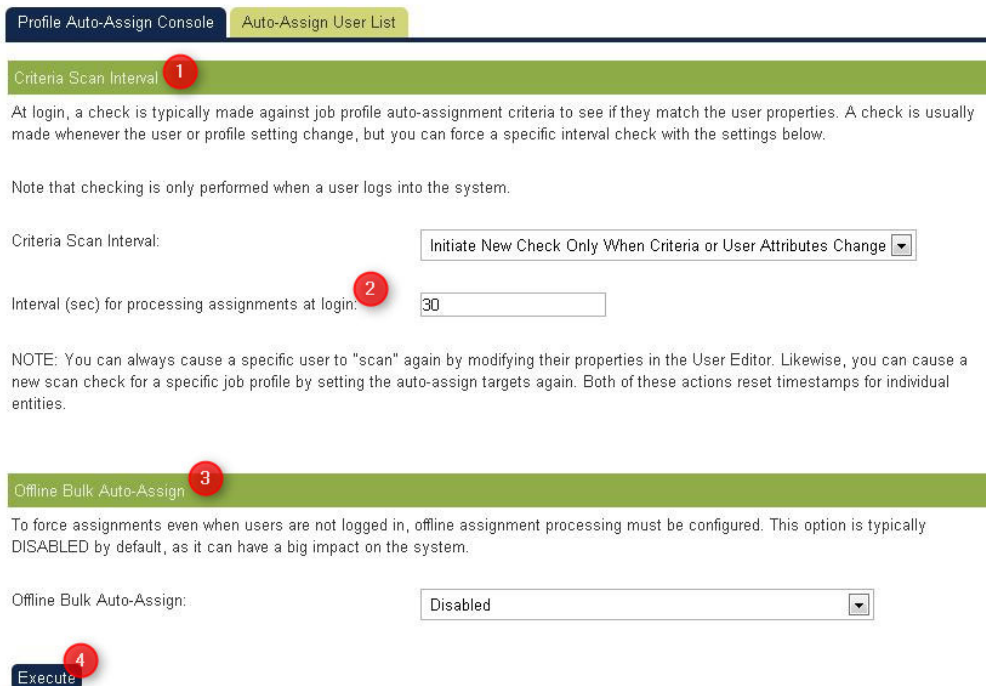 Profile Auto-Assign Console
Auto-Assign User List
Criteria Scan Interval 1
At login, a check is typically made against job profile auto-assignment criteria to see if they match the user properties. A check is usually
made whenever the user or profile setting change, but you can force a specific interval check with the settings below.
Note that checking is only performed when a user logs into the system.
Criteria Scan Interval:
Initiate New Check Only When Criteria or User Attributes Change
2
Interval (sec) for processing assignments at login:
30
NOTE: You can always cause a specific user to "scan" again by modifying their properties in the User Editor. Likewise, you can cause a
new scan check for a specific job profile by setting the auto-assign targets again. Both of these actions reset timestamps for individual
entities.
3
Offline Bulk Auto-Assign
To force assignments even when users are not logged in, offline assignment processing must be configured. This option is typically
DISABLED by default, as it can have a big impact on the system.
Offline Bulk Auto-Assign:
Disabled
4
Execute